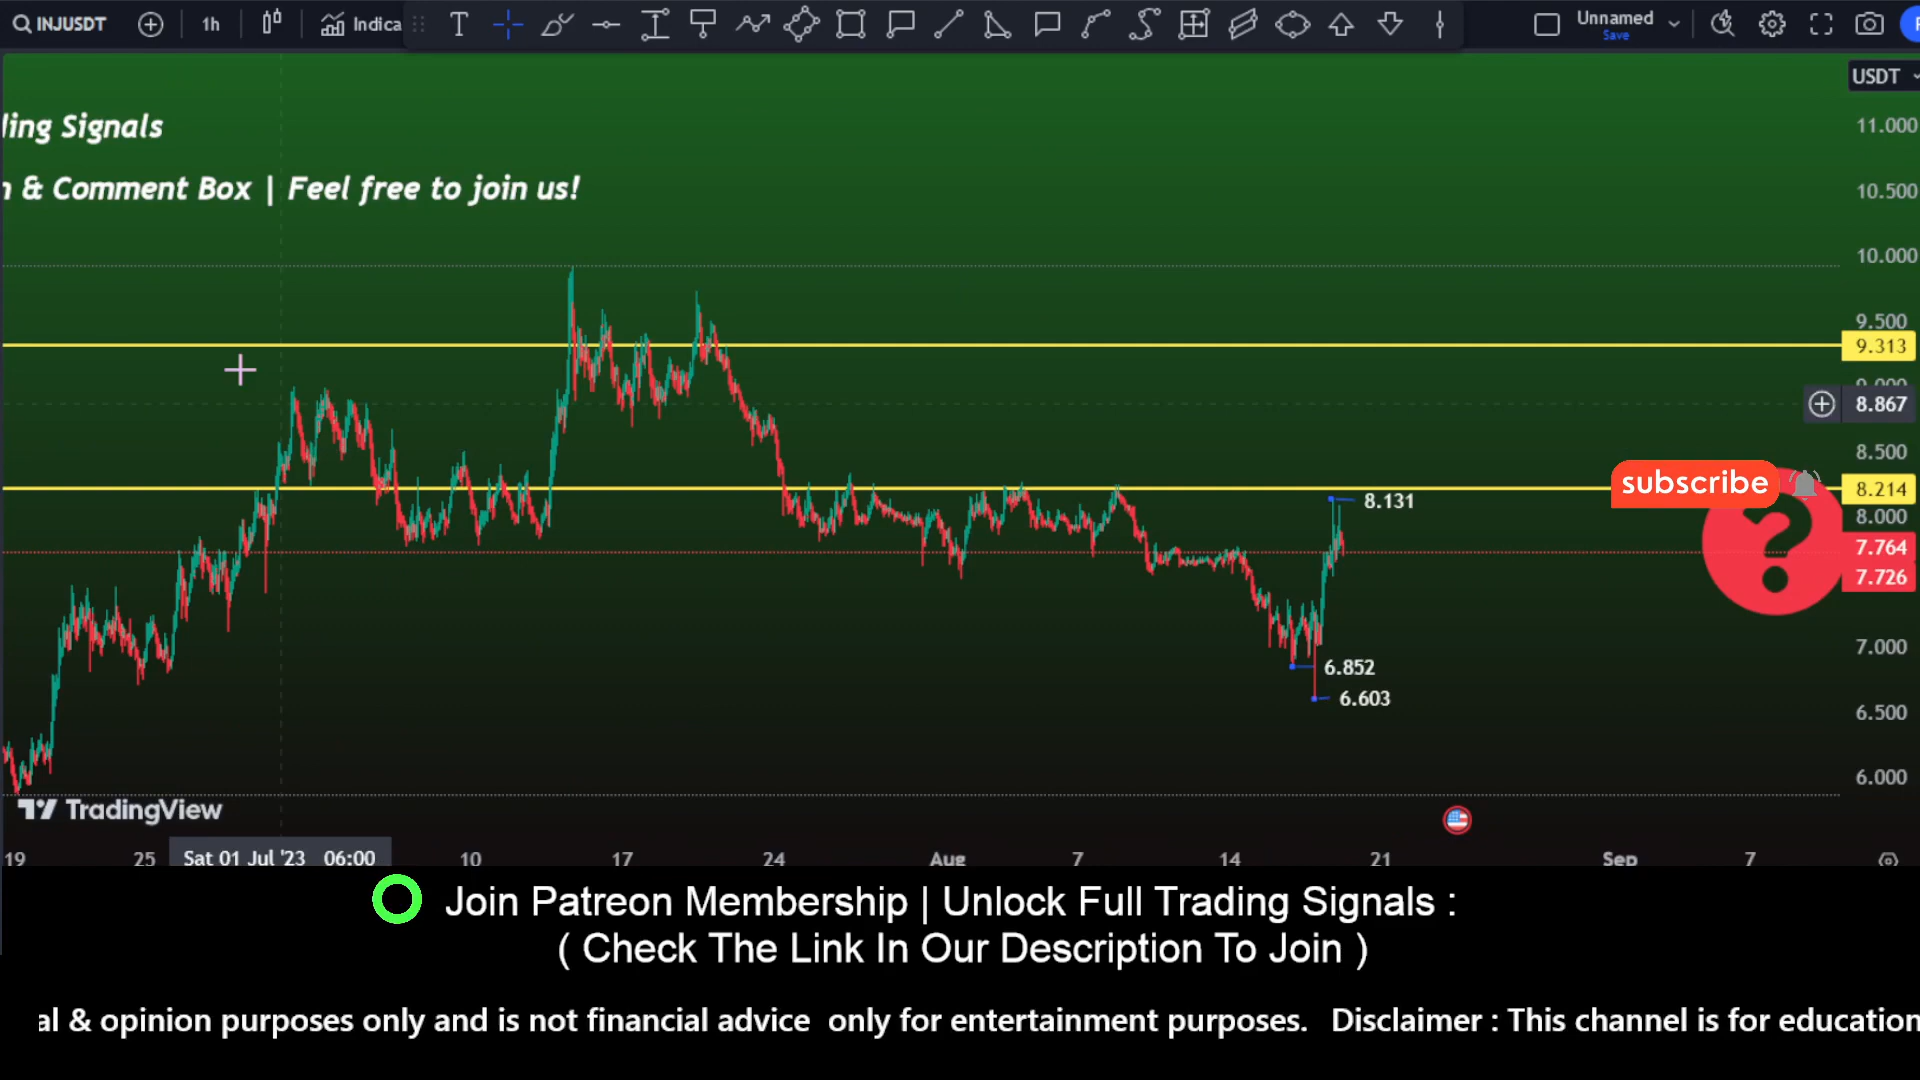 INJUSDT 1h Indica Unnamed
Save
USDT
ding Signals
n & Comment Box | Feel free to join us!
11.000
10.500
10.000
9.500
9.313
9.000
8.867
8.500
subscribe
8.214
8.131
8.000
?
7.764
7.726
7.000
6.852
6.603
6.500
6.000
TradingView
19 25 Sat 01 Jul '23 06:00 10 17 24 Aug 7 14 21 Sep 7
Join Patreon Membership | Unlock Full Trading Signals :
( Check The Link In Our Description To Join )
al & opinion purposes only and is not financial advice only for entertainment purposes. Disclaimer : This channel is for education